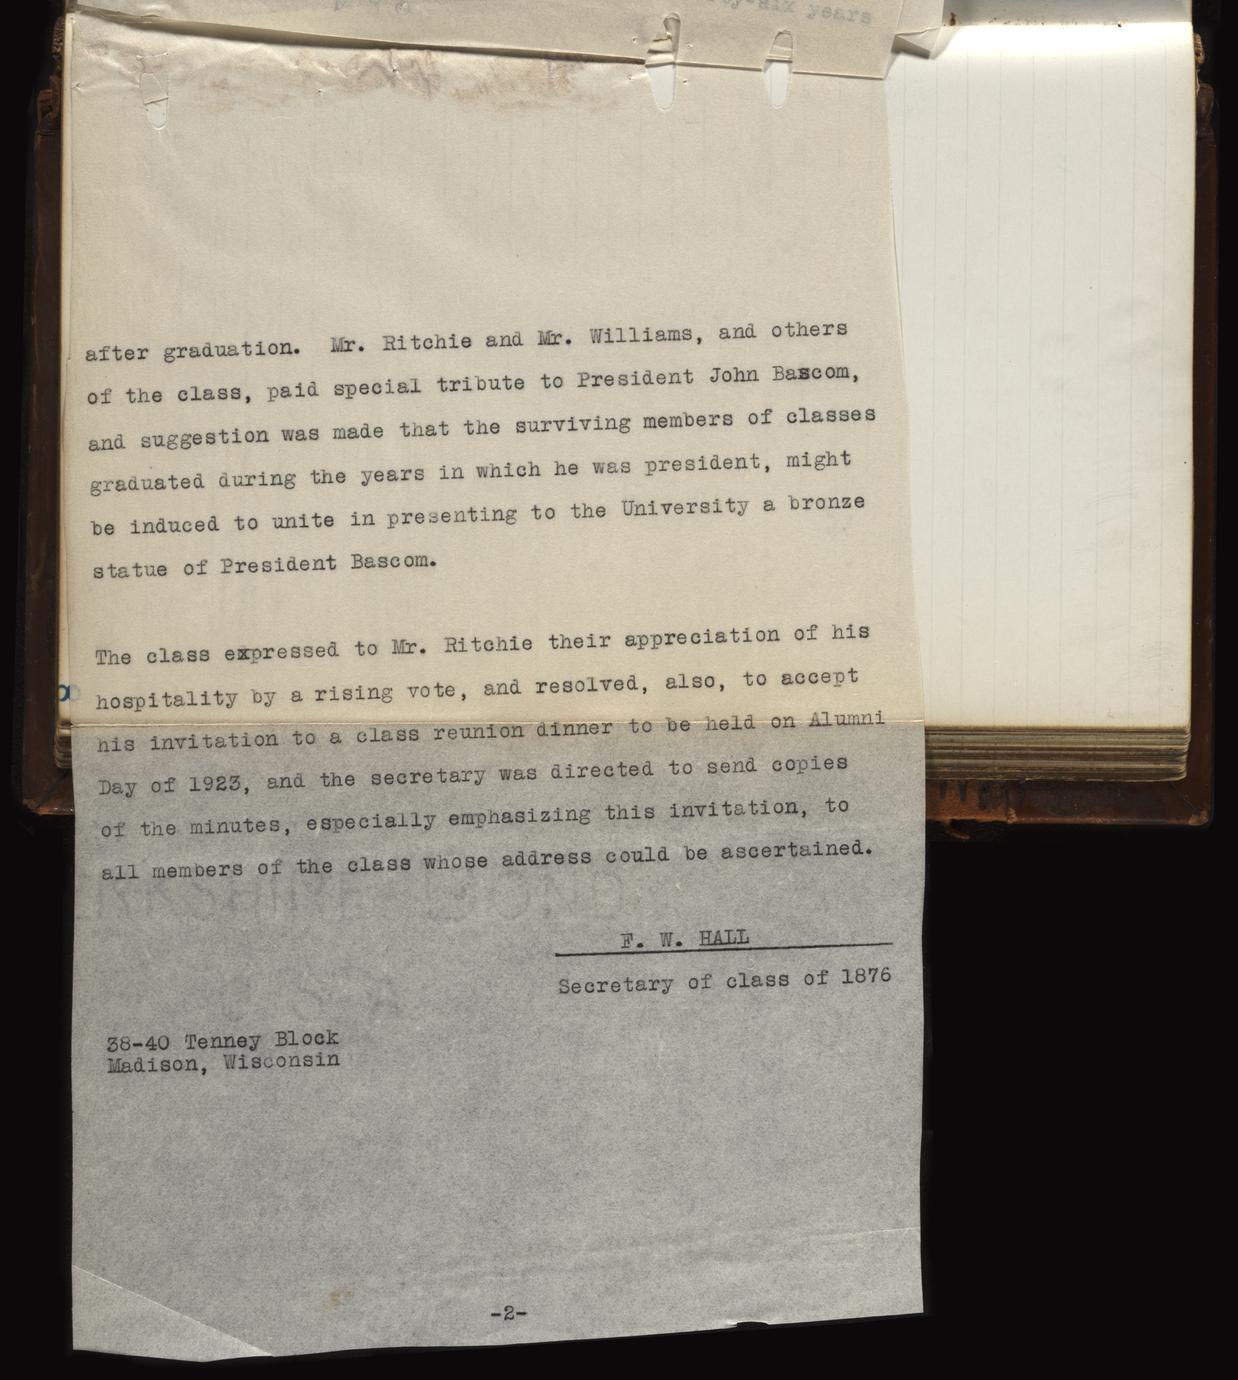 ty-six years
after graduation. Mr. Ritchie and Mr. Williams, and others
of the class, paid special tribute to President John Bascom,
and suggestion was made that the surviving members of classes
graduated during the years in which he was president, might
be induced to unite in presenting to the University a bronze
statue of President Bascom.
The class expressed to Mr. Ritchie their appreciation of his
hospitality by a rising vote, and resolved, also, to accept
his invitation to a class reunion dinner to be held on Alumni
Day of 1923, and the secretary was directed to send copies
of the minutes, especially emphasizing this invitation, to
all members of the class whose address could be ascertained.
F. W. HALL
Secretary of class of 1876
38-40 Tenney Block
Madison, Wisconsin
-2-